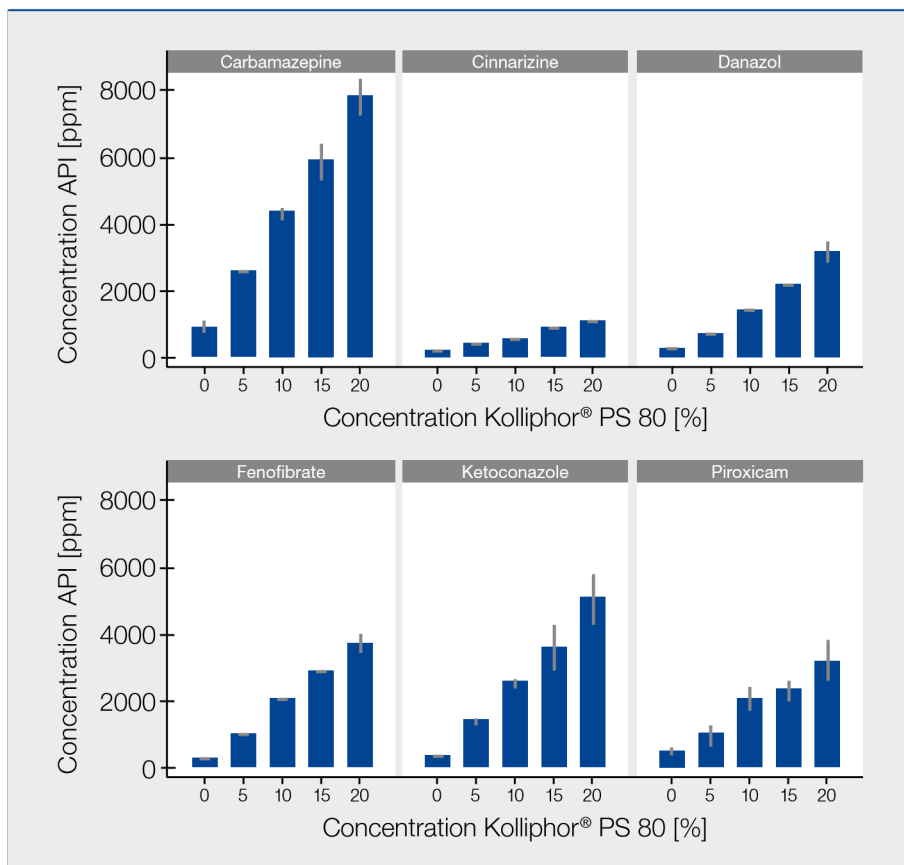 Carbamazepine Cinnarizine Danazol
Concentration API [ppm]
8000
6000
4000
2000
0
0 5 10 15 20 0 5 10 15 20 0 5 10 15 20
Concentration Kolliphor® PS 80 [%]
Fenofibrate Ketoconazole Piroxicam
Concentration API [ppm]
8000
6000
4000
2000
0
0 5 10 15 20 0 5 10 15 20 0 5 10 15 20
Concentration Kolliphor® PS 80 [%]